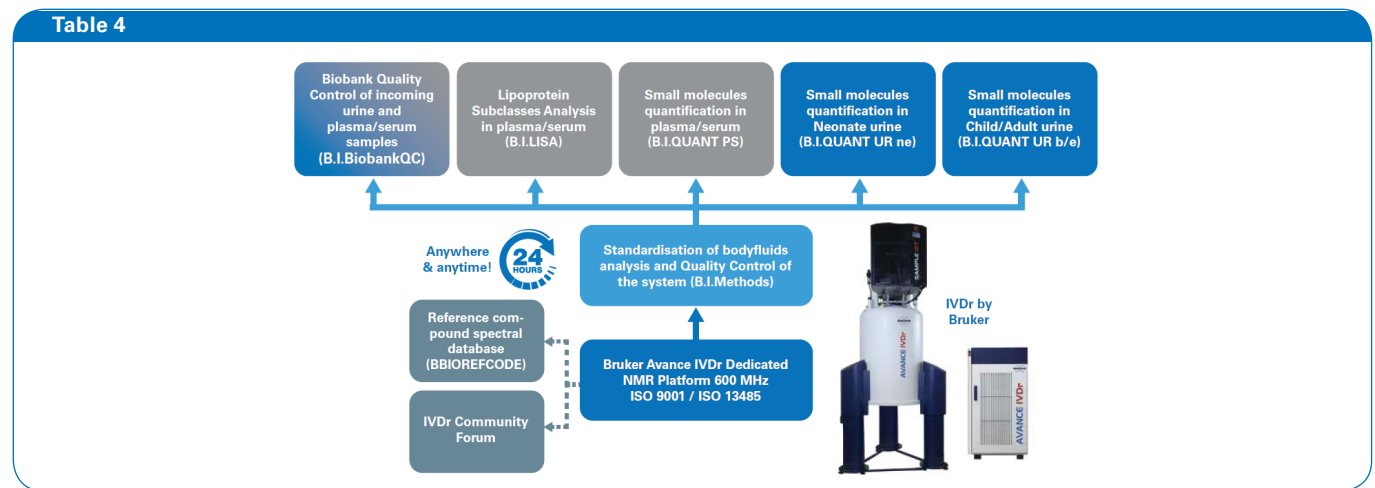 Table 4
Biobank Quality
Control of incoming
urine and
plasma/serum
samples
(B.I.BiobankQC)
Lipoprotein
Subclasses Analysis
in plasma/serum
(B.I.LISA)
Small molecules
quantification in
plasma/serum
(B.I.QUANT PS)
Small molecules
quantification in
Neonate urine
(B.I.QUANT UR ne)
Small molecules
quantification in
Child/Adult urine
(B.I.QUANT UR b/e)
Anywhere
& anytime!
24
HOURS
Standardisation of bodyfluids
analysis and Quality Control of
the system (B.I.Methods)
Reference com-
pound spectral
database
(BBIOREFCODE)
IVDr Community
Forum
Bruker Avance IVDr Dedicated
NMR Platform 600 MHz
ISO 9001 / ISO 13485
SAMPLEJET
AVANCE IVDr
IVDr by
Bruker
AVANCE IVDr